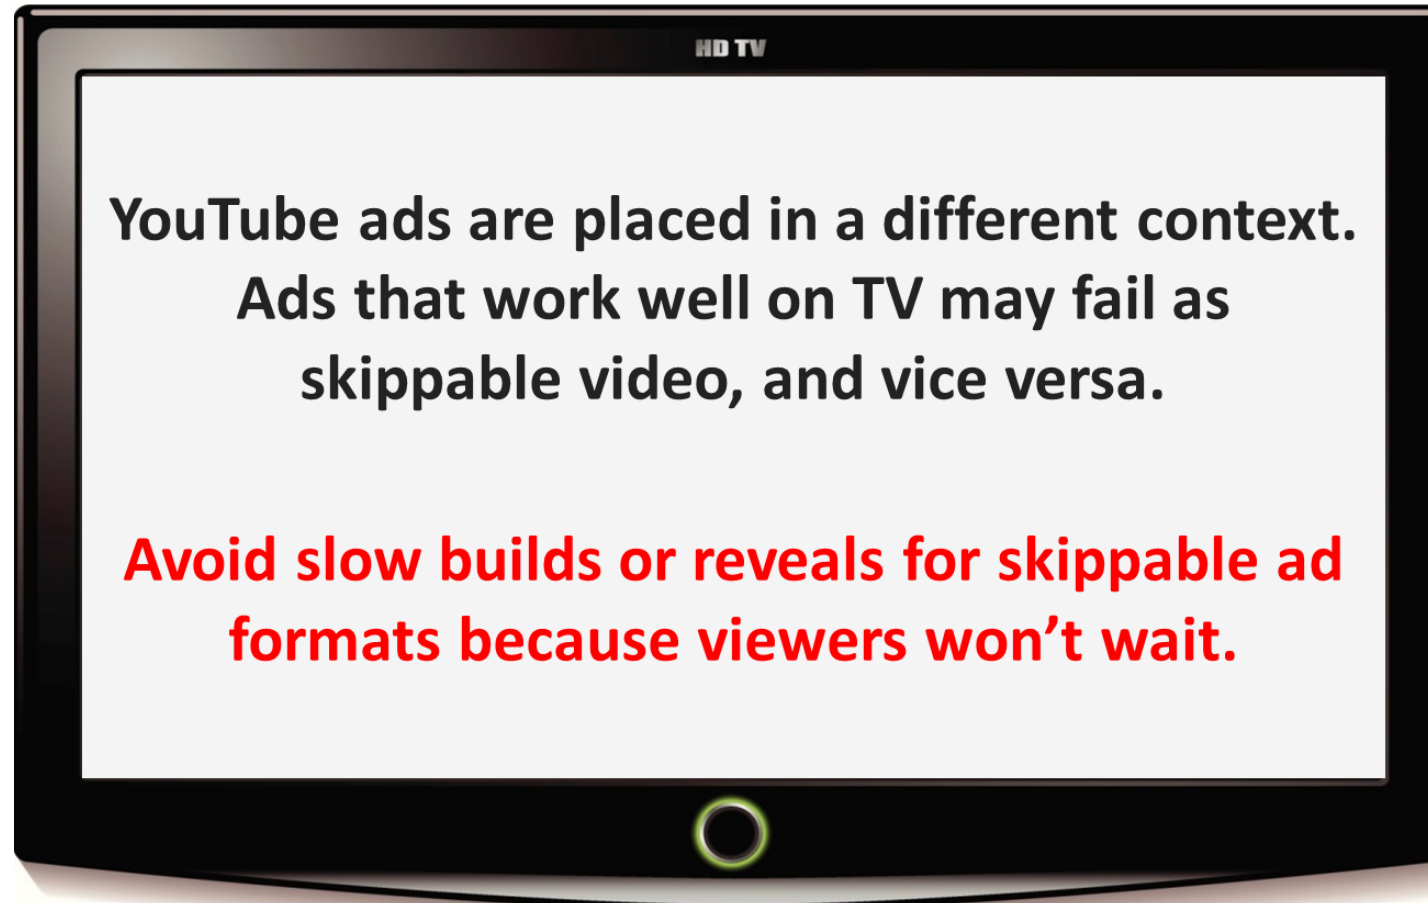 HD TV
YouTube ads are placed in a different context.
Ads that work well on TV may fail as
skippable video, and vice versa.
Avoid slow builds or reveals for skippable ad
formats because viewers won’t wait.